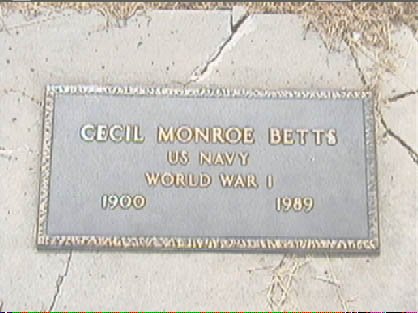 CECIL MONROE BETTS
US NAVY
WORLD WAR I
1900 1989